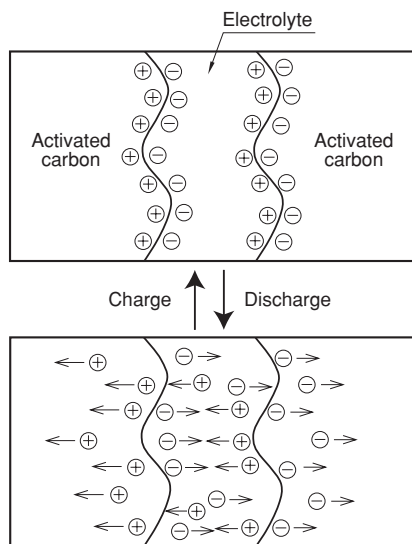 Electrolyte
Activated
carbon
Activated
carbon
Charge
Discharge